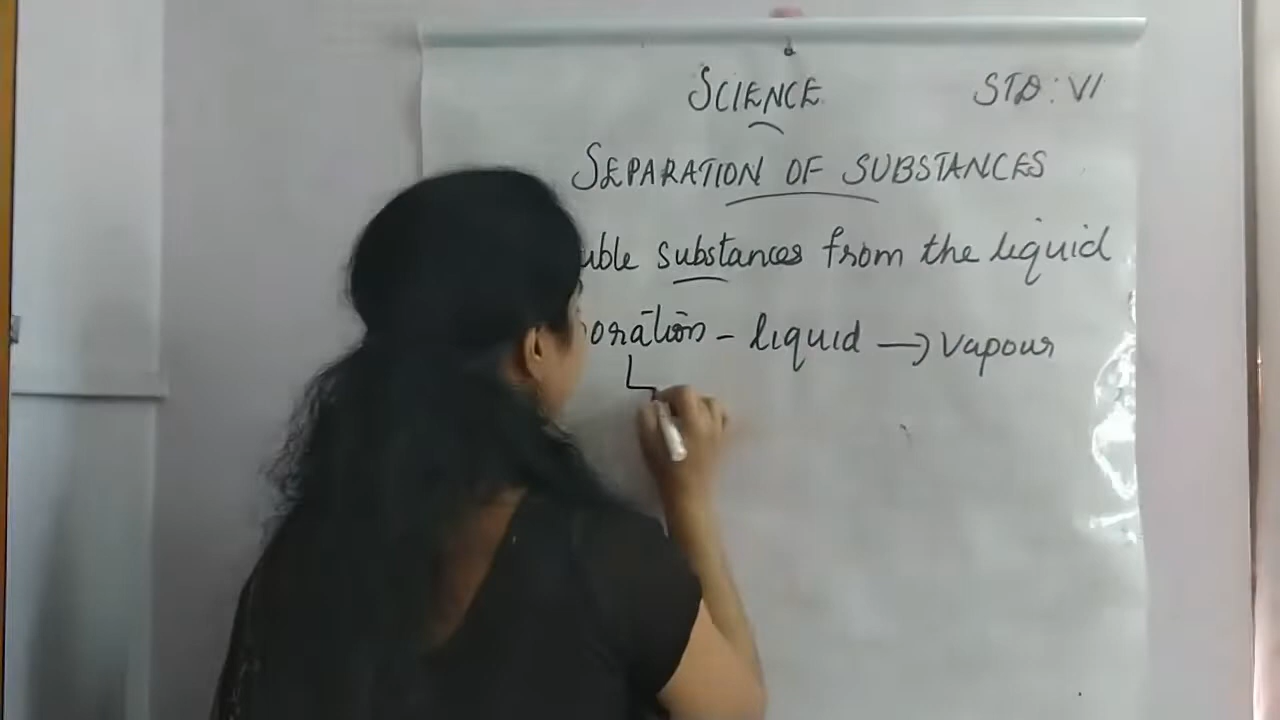 SCIENCE STD: VI
SEPARATION OF SUBSTANCES
uble substances from the liquid
oration - liquid → vapour